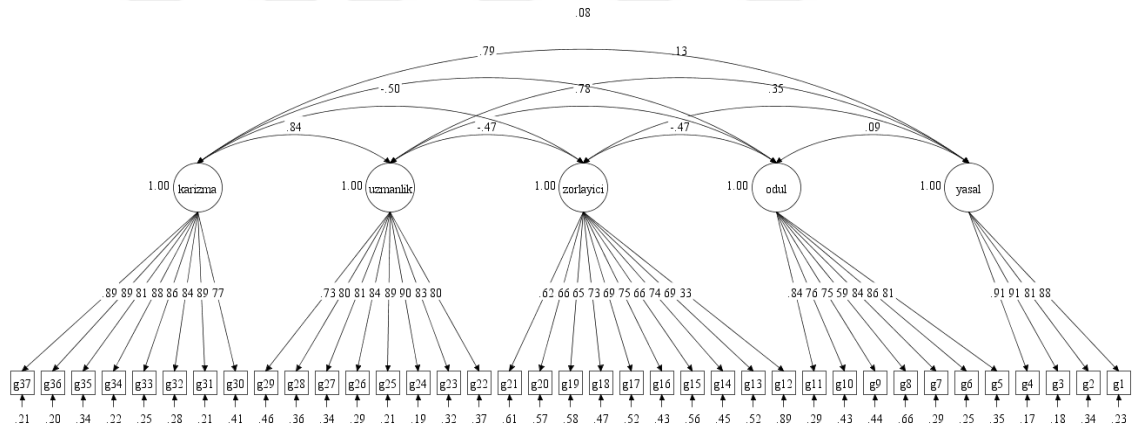 .08
.79 .13
-.50 .78 .35
.84 -.47 -.47 .09
1.00 karizma 1.00 uzmanlik 1.00 zorlayici 1.00 odul 1.00 yasal
.89 89 81 88 86 84 89 77 .73 80 81 84 89 90 83 80 .62 66 65 73 69 75 66 74 69 33 .84 76 75 59 84 86 81 .91 91 81 88
g37 g36 g35 g34 g33 g32 g31 g30 g29 g28 g27 g26 g25 g24 g23 g22 g21 g20 g19 g18 g17 g16 g15 g14 g13 g12 g11 g10 g9 g8 g7 g6 g5 g4 g3 g2 g1
.21 .20 .34 .22 .25 .28 .21 .41 .46 .36 .34 .29 .21 .19 .32 .37 .61 .57 .58 .47 .52 .43 .56 .45 .52 .89 .29 .43 .44 .66 .29 .25 .35 .17 .18 .34 .23